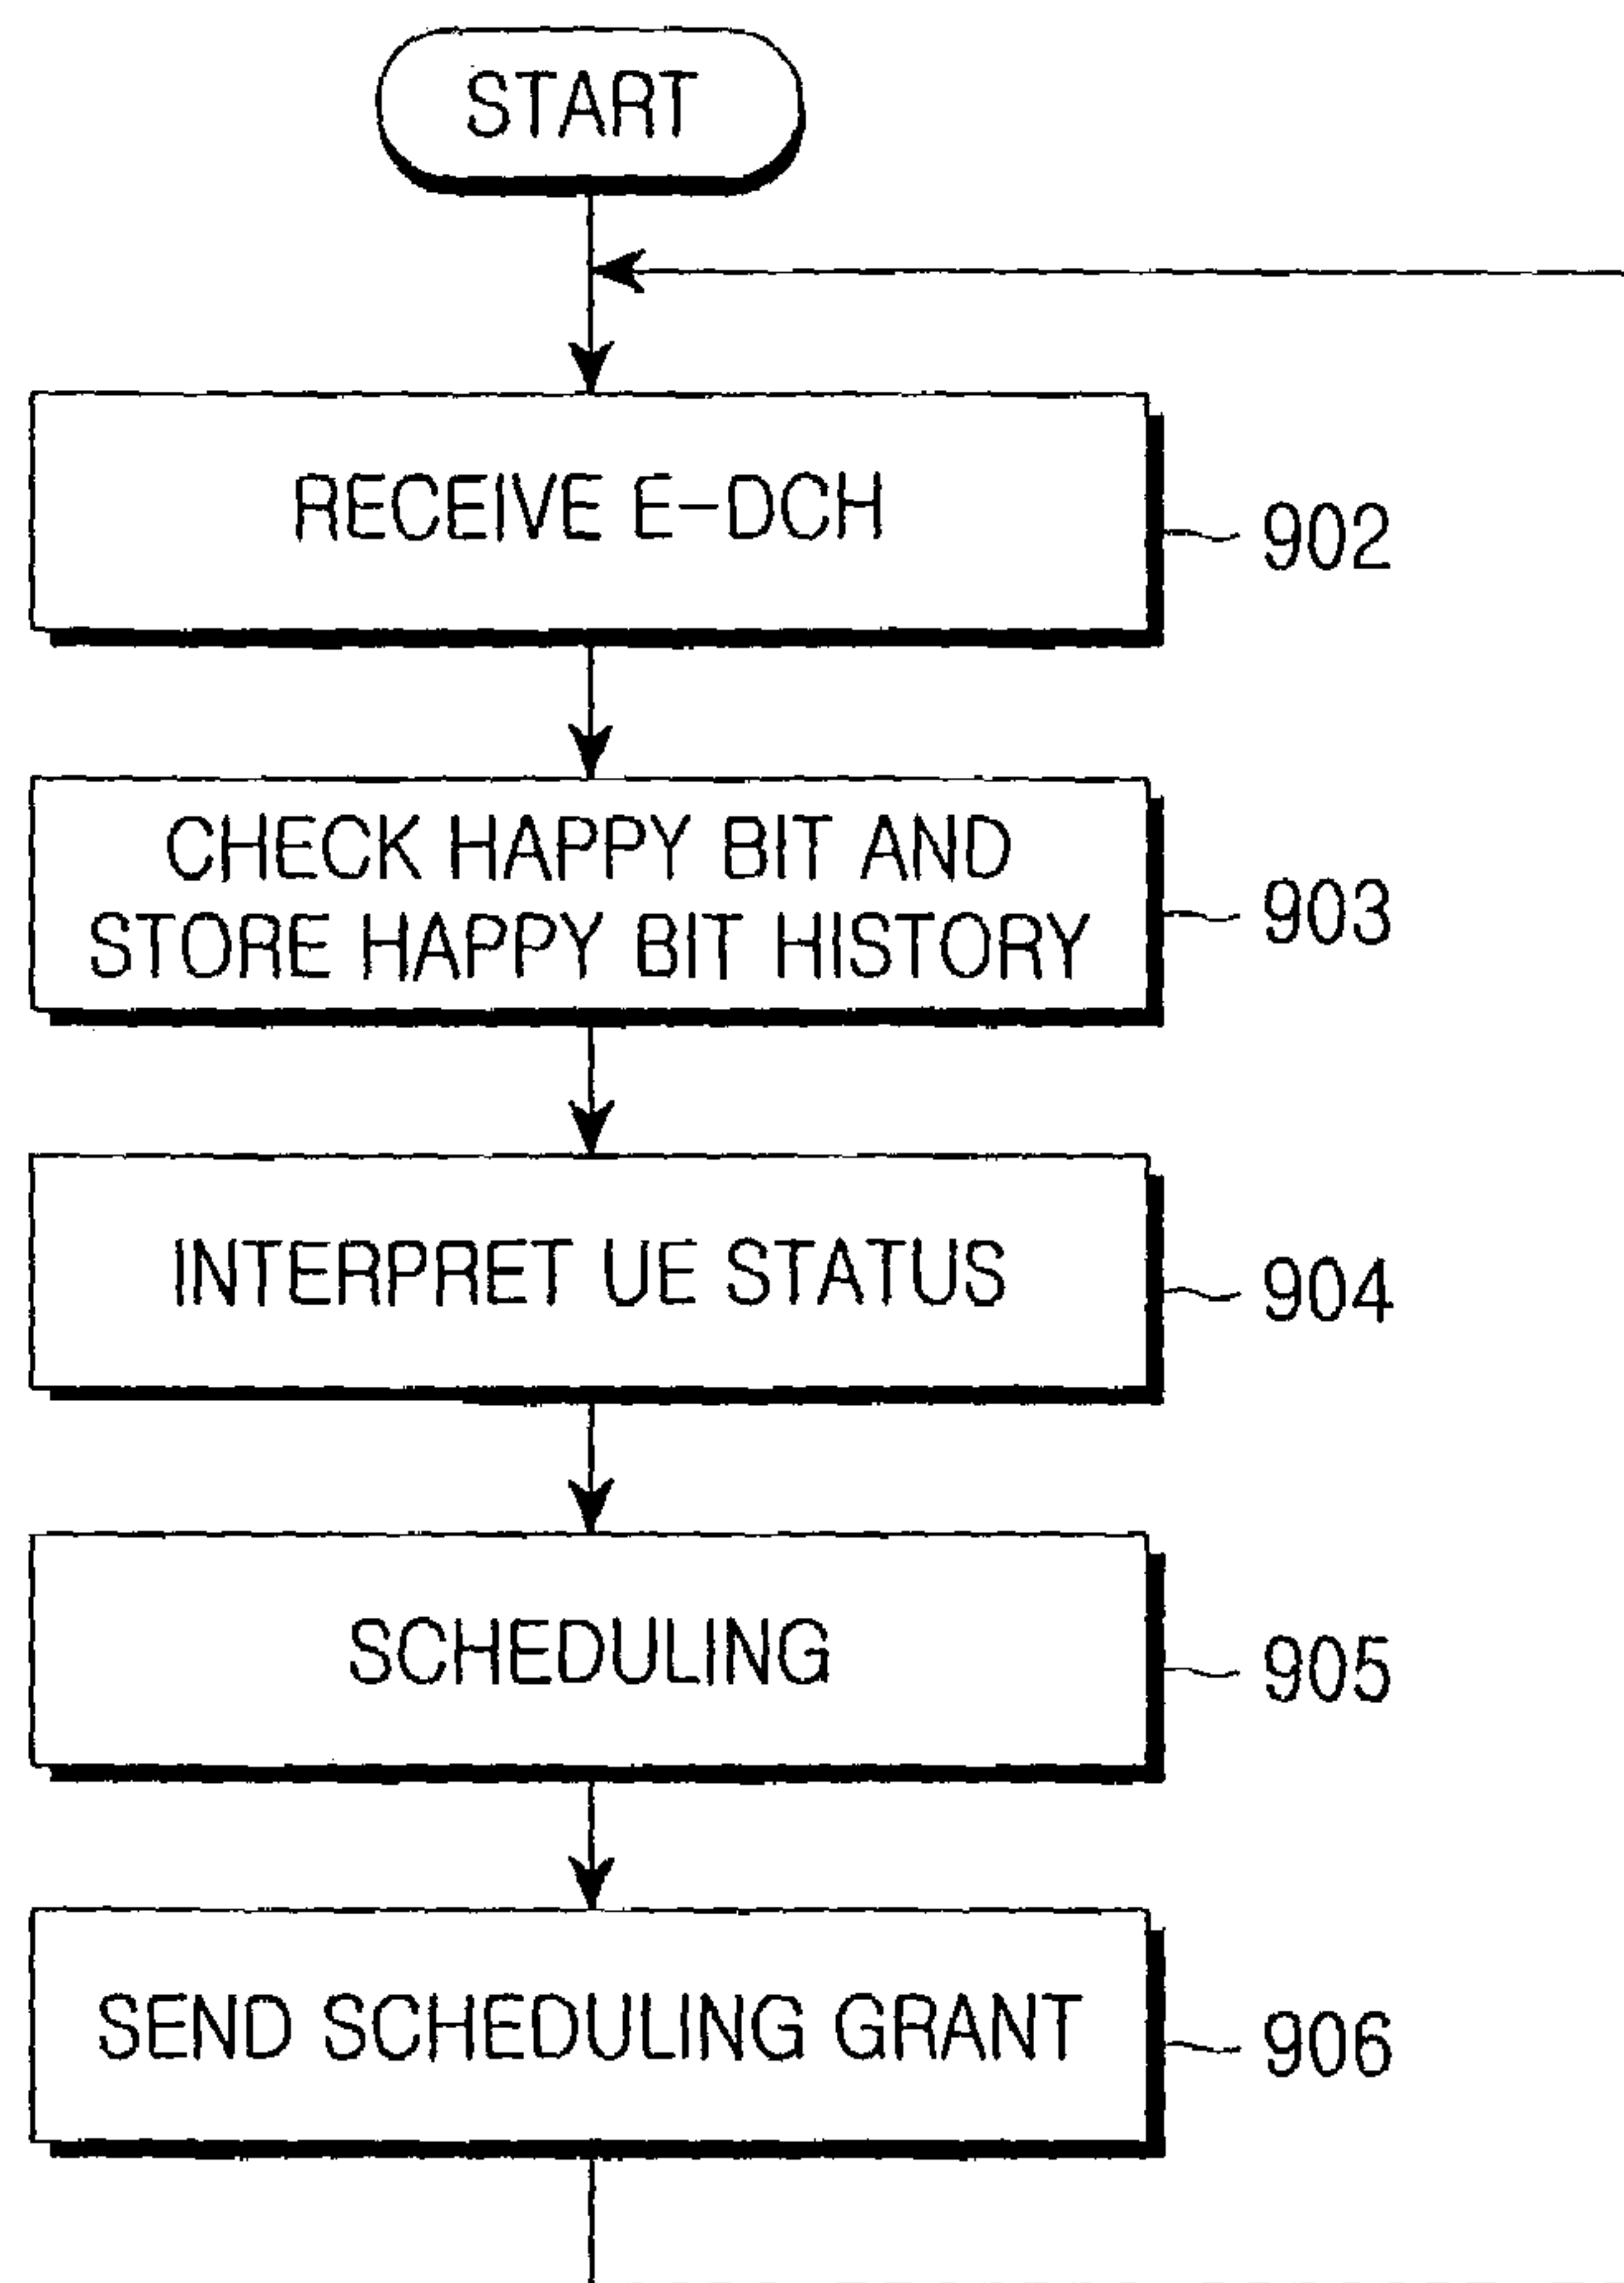 START
RECEIVE E-DCH
902
CHECK HAPPY BIT AND
STORE HAPPY BIT HISTORY
903
INTERPRET UE STATUS
904
SCHEDULING
905
SEND SCHEDULING GRANT
906